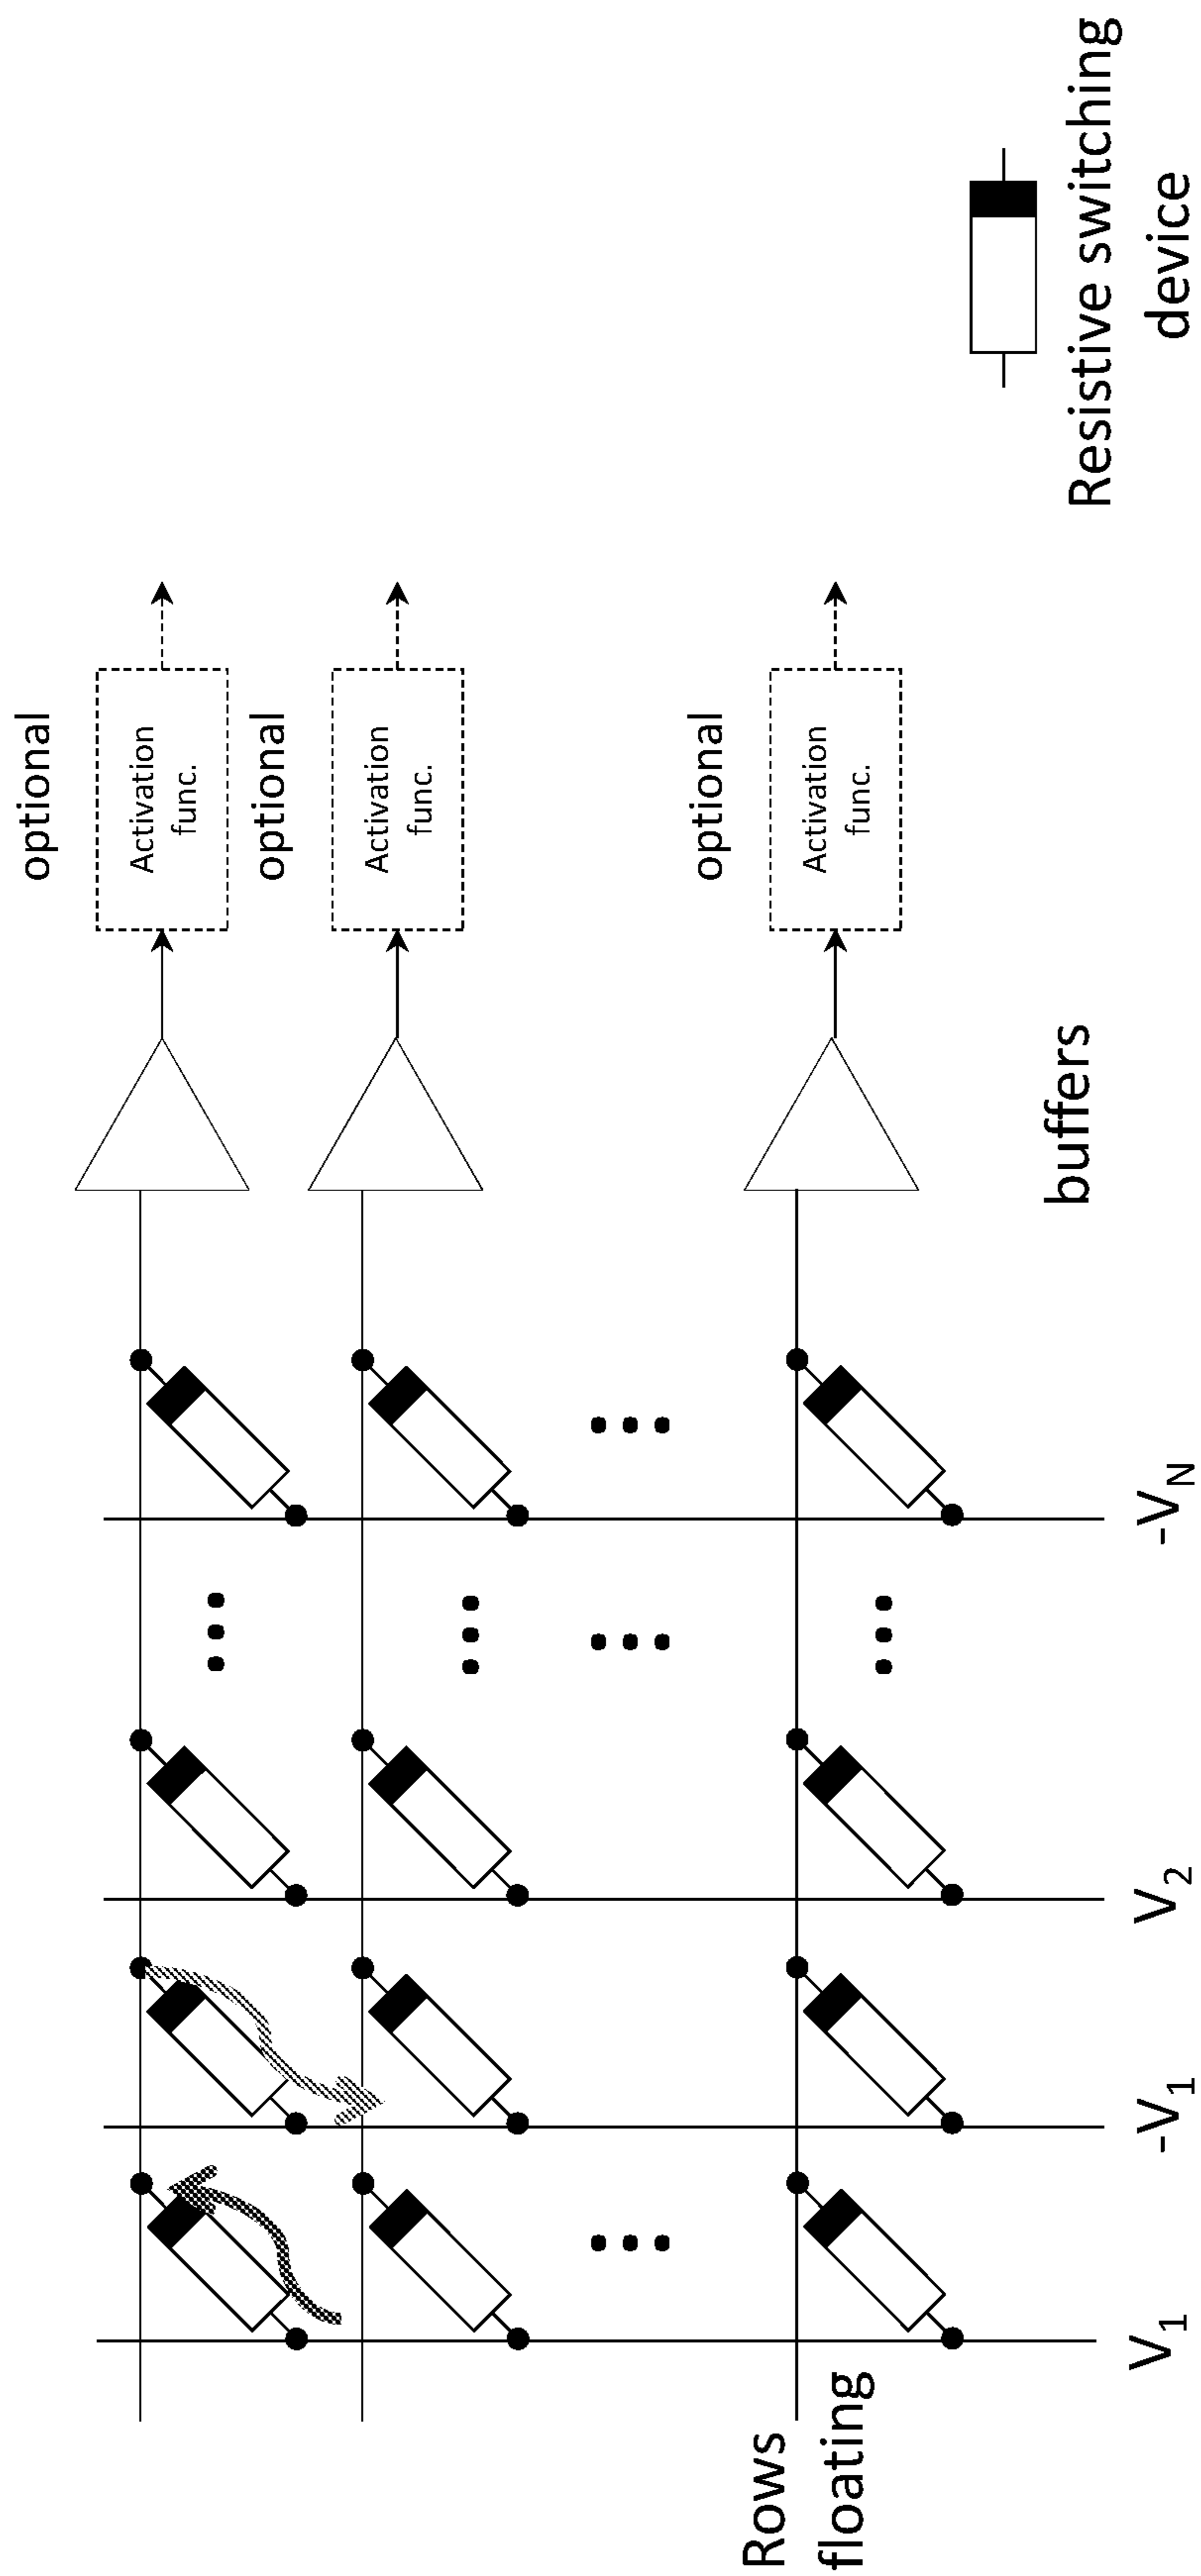 optional
Activation
func.
optional
Activation
func.
optional
Activation
func.
Rows
floating
buffers
V1
-V1
V2
-VN
Resistive switching
device